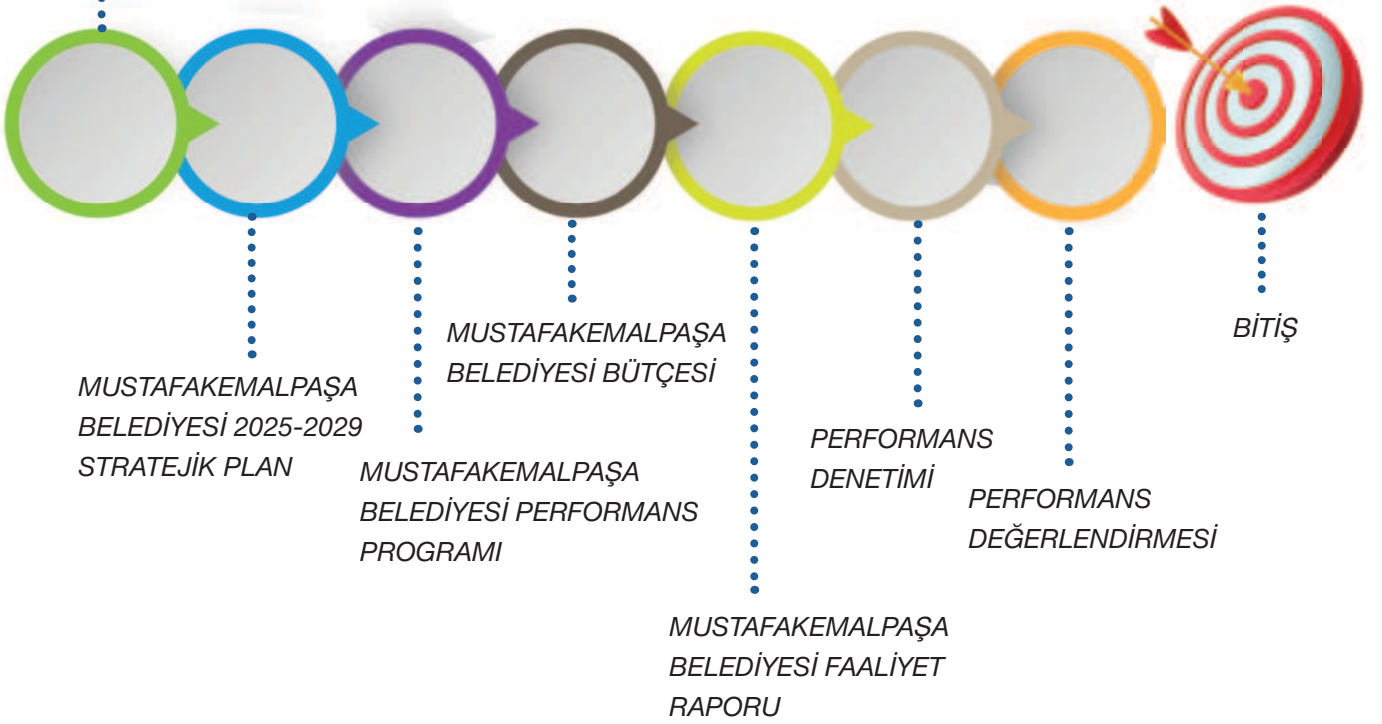 MUSTAFAKEMALPAŞA
BELEDİYESİ 2025-2029
STRATEJİK PLAN
MUSTAFAKEMALPAŞA
BELEDİYESİ PERFORMANS
PROGRAMI
MUSTAFAKEMALPAŞA
BELEDİYESİ BÜTÇESİ
MUSTAFAKEMALPAŞA
BELEDİYESİ FAALİYET
RAPORU
PERFORMANS
DENETİMİ
PERFORMANS
DEĞERLENDİRMESİ
BİTİŞ